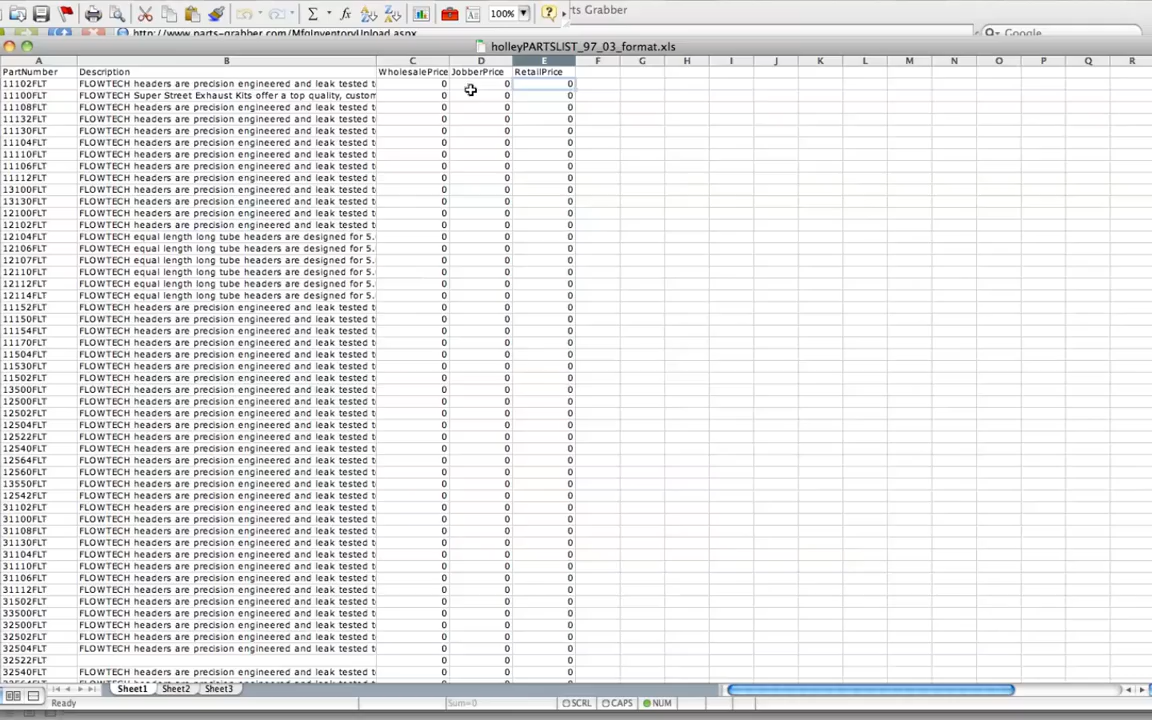 100%
rts Grabber
http://www.parts-grabber.com/MfgInventoryUpload.aspx
Google
holleyPARTSLIST_97_03_format.xls
A B C D E F G H I J K L M N O P Q R
PartNumber Description WholesalePrice JobberPrice RetailPrice
11102FLT FLOWTECH headers are precision engineered and leak tested t 0 0 0
11100FLT FLOWTECH Super Street Exhaust Kits offer a top quality, custom 0 0 0
11108FLT FLOWTECH headers are precision engineered and leak tested t 0 0 0
11132FLT FLOWTECH headers are precision engineered and leak tested t 0 0 0
11130FLT FLOWTECH headers are precision engineered and leak tested t 0 0 0
11104FLT FLOWTECH headers are precision engineered and leak tested t 0 0 0
11110FLT FLOWTECH headers are precision engineered and leak tested t 0 0 0
11106FLT FLOWTECH headers are precision engineered and leak tested t 0 0 0
11112FLT FLOWTECH headers are precision engineered and leak tested t 0 0 0
13100FLT FLOWTECH headers are precision engineered and leak tested t 0 0 0
13130FLT FLOWTECH headers are precision engineered and leak tested t 0 0 0
12100FLT FLOWTECH headers are precision engineered and leak tested t 0 0 0
12102FLT FLOWTECH headers are precision engineered and leak tested t 0 0 0
12104FLT FLOWTECH equal length long tube headers are designed for 5. 0 0 0
12106FLT FLOWTECH equal length long tube headers are designed for 5. 0 0 0
12107FLT FLOWTECH equal length long tube headers are designed for 5. 0 0 0
12110FLT FLOWTECH equal length long tube headers are designed for 5. 0 0 0
12112FLT FLOWTECH equal length long tube headers are designed for 5. 0 0 0
12114FLT FLOWTECH equal length long tube headers are designed for 5. 0 0 0
11152FLT FLOWTECH headers are precision engineered and leak tested t 0 0 0
11150FLT FLOWTECH headers are precision engineered and leak tested t 0 0 0
11154FLT FLOWTECH headers are precision engineered and leak tested t 0 0 0
11170FLT FLOWTECH headers are precision engineered and leak tested t 0 0 0
11504FLT FLOWTECH headers are precision engineered and leak tested t 0 0 0
11530FLT FLOWTECH headers are precision engineered and leak tested t 0 0 0
11502FLT FLOWTECH headers are precision engineered and leak tested t 0 0 0
13500FLT FLOWTECH headers are precision engineered and leak tested t 0 0 0
12500FLT FLOWTECH headers are precision engineered and leak tested t 0 0 0
12502FLT FLOWTECH headers are precision engineered and leak tested t 0 0 0
12504FLT FLOWTECH headers are precision engineered and leak tested t 0 0 0
12522FLT FLOWTECH headers are precision engineered and leak tested t 0 0 0
12540FLT FLOWTECH headers are precision engineered and leak tested t 0 0 0
12564FLT FLOWTECH headers are precision engineered and leak tested t 0 0 0
12560FLT FLOWTECH headers are precision engineered and leak tested t 0 0 0
13550FLT FLOWTECH headers are precision engineered and leak tested t 0 0 0
12542FLT FLOWTECH headers are precision engineered and leak tested t 0 0 0
31102FLT FLOWTECH headers are precision engineered and leak tested t 0 0 0
31100FLT FLOWTECH headers are precision engineered and leak tested t 0 0 0
31108FLT FLOWTECH headers are precision engineered and leak tested t 0 0 0
31130FLT FLOWTECH headers are precision engineered and leak tested t 0 0 0
31104FLT FLOWTECH headers are precision engineered and leak tested t 0 0 0
31110FLT FLOWTECH headers are precision engineered and leak tested t 0 0 0
31106FLT FLOWTECH headers are precision engineered and leak tested t 0 0 0
31112FLT FLOWTECH headers are precision engineered and leak tested t 0 0 0
31502FLT FLOWTECH headers are precision engineered and leak tested t 0 0 0
33500FLT FLOWTECH headers are precision engineered and leak tested t 0 0 0
32500FLT FLOWTECH headers are precision engineered and leak tested t 0 0 0
32502FLT FLOWTECH headers are precision engineered and leak tested t 0 0 0
32504FLT FLOWTECH headers are precision engineered and leak tested t 0 0 0
32522FLT 0 0 0
32540FLT FLOWTECH headers are precision engineered and leak tested t 0 0 0
Sheet1 Sheet2 Sheet3
Ready Sum=0 SCRL CAPS NUM